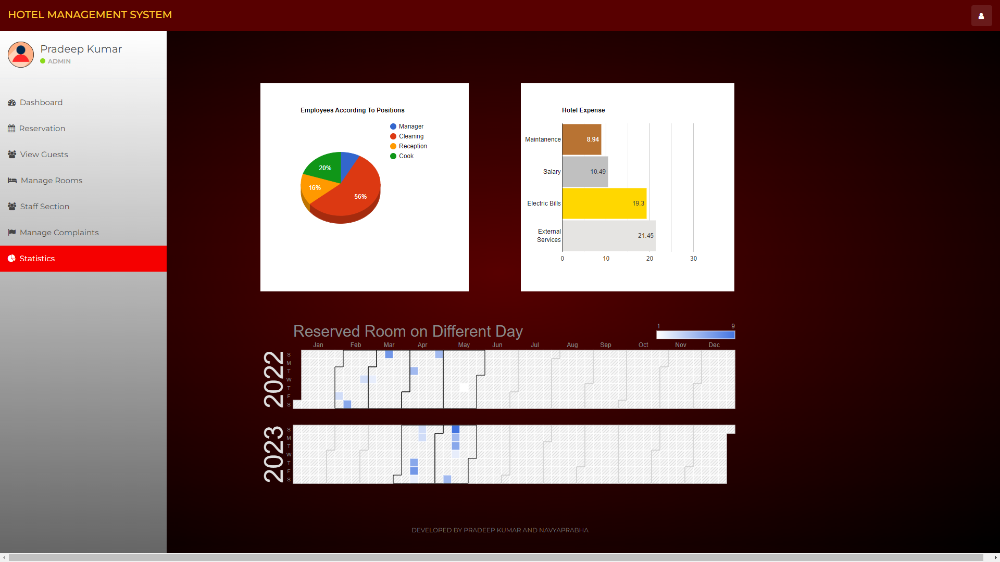 HOTEL MANAGEMENT SYSTEM
Pradeep Kumar
ADMIN
Dashboard
Reservation
View Guests
Manage Rooms
Staff Section
Manage Complaints
Statistics
Employees According To Positions
Manager
Cleaning
Reception
Cook
20%
16%
56%
Hotel Expense
Maintanence
8.94
Salary
10.49
Electric Bills
19.3
External
Services
21.45
0 10 20 30
Reserved Room on Different Day
1 9
Jan Feb Mar Apr May Jun Jul Aug Sep Oct Nov Dec
2022
S
M
T
W
T
F
S
2023
S
M
T
W
T
F
S
DEVELOPED BY PRADEEP KUMAR AND NAVYAPRABHA